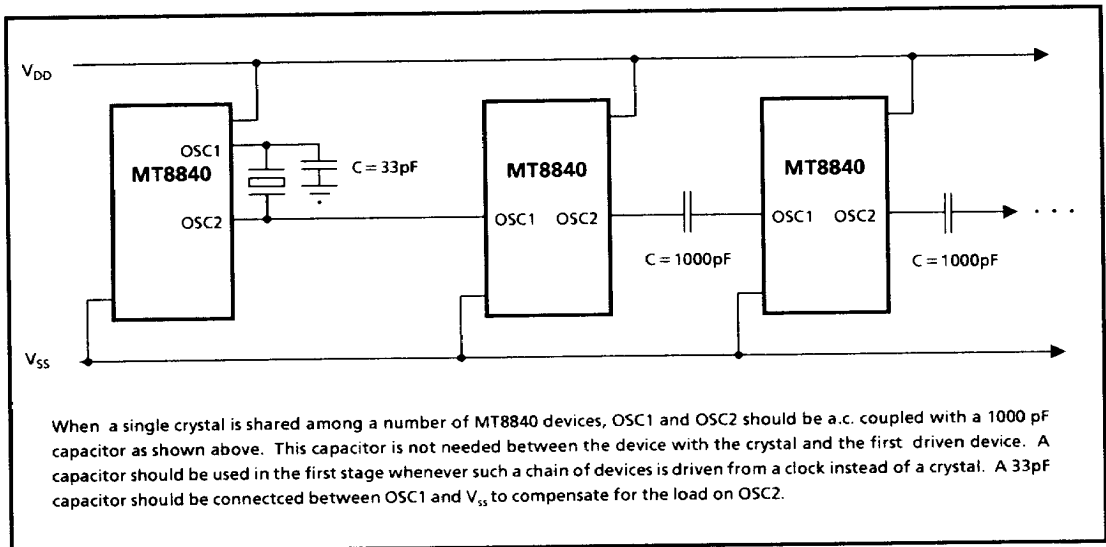 V_DD
OSC1
MT8840
C = 33pF
OSC2
MT8840
OSC1 OSC2
C = 1000pF
MT8840
OSC1 OSC2
C = 1000pF
. . .
V_SS
When a single crystal is shared among a number of MT8840 devices, OSC1 and OSC2 should be a.c. coupled with a 1000 pF
capacitor as shown above. This capacitor is not needed between the device with the crystal and the first driven device. A
capacitor should be used in the first stage whenever such a chain of devices is driven from a clock instead of a crystal. A 33pF
capacitor should be connectced between OSC1 and V_ss to compensate for the load on OSC2.